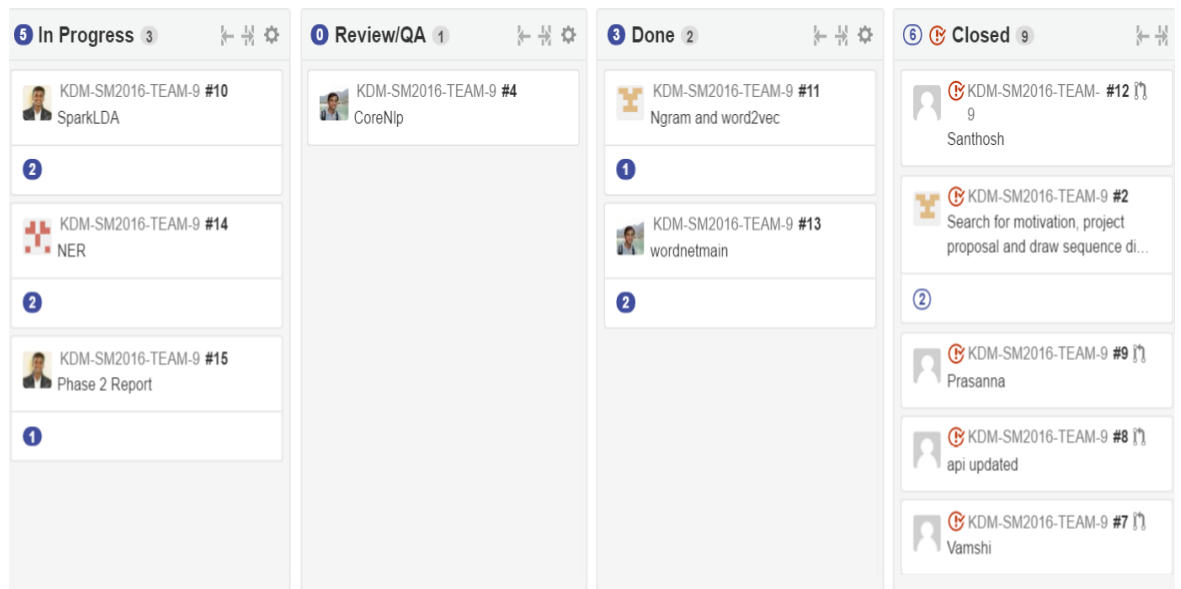 5 In Progress 3
KDM-SM2016-TEAM-9 #10
SparkLDA
2
KDM-SM2016-TEAM-9 #14
NER
2
KDM-SM2016-TEAM-9 #15
Phase 2 Report
1
0 Review/QA 1
KDM-SM2016-TEAM-9 #4
CoreNlp
3 Done 2
KDM-SM2016-TEAM-9 #11
Ngram and word2vec
1
KDM-SM2016-TEAM-9 #13
wordnetmain
2
6 Closed 9
KDM-SM2016-TEAM- #12
9
Santhosh
KDM-SM2016-TEAM-9 #2
Search for motivation, project
proposal and draw sequence di...
2
KDM-SM2016-TEAM-9 #9
Prasanna
KDM-SM2016-TEAM-9 #8
api updated
KDM-SM2016-TEAM-9 #7
Vamshi